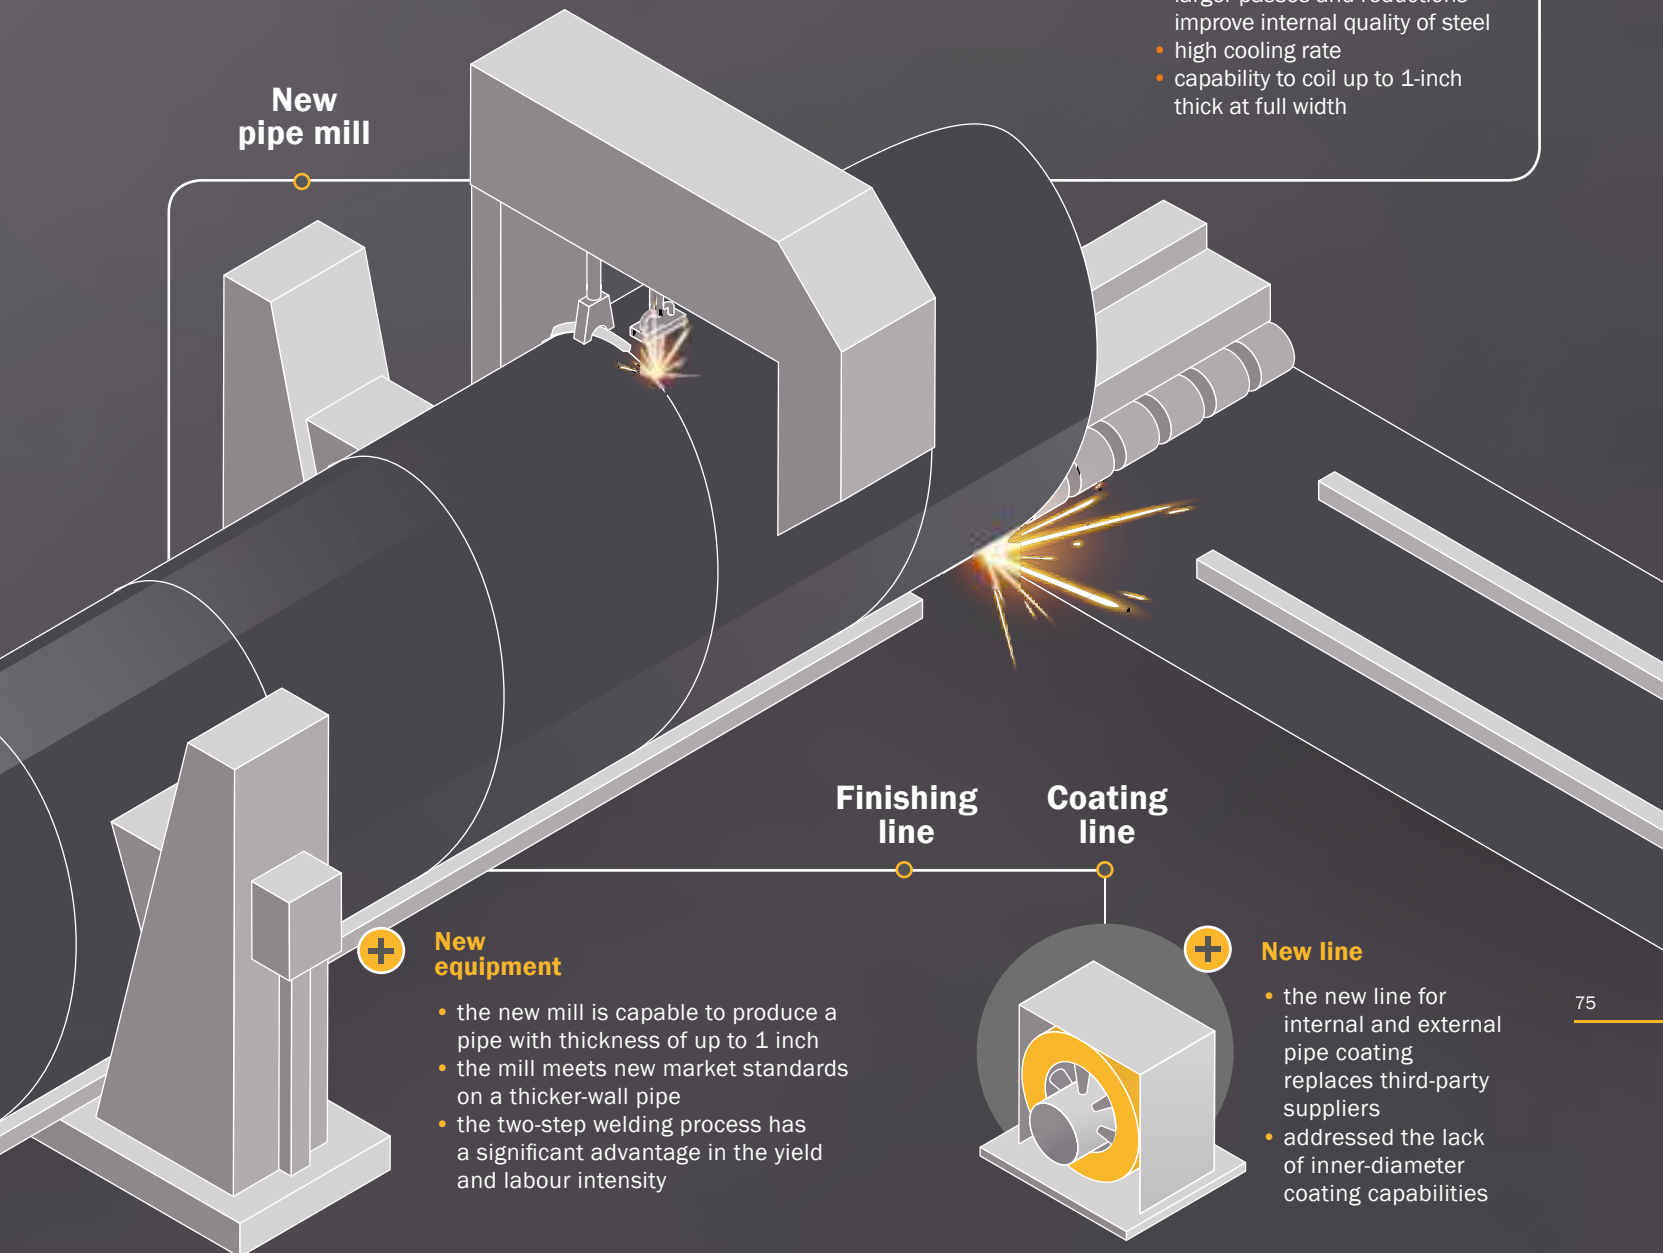 larger passes and reductions
improve internal quality of steel
• high cooling rate
• capability to coil up to 1-inch
thick at full width
New
pipe mill
Finishing
line
Coating
line
New
equipment
• the new mill is capable to produce a
pipe with thickness of up to 1 inch
• the mill meets new market standards
on a thicker-wall pipe
• the two-step welding process has
a significant advantage in the yield
and labour intensity
New line
• the new line for
internal and external
pipe coating
replaces third-party
suppliers
• addressed the lack
of inner-diameter
coating capabilities
75